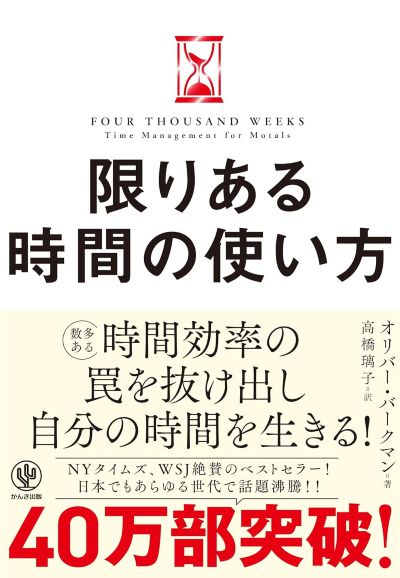 FOUR THOUSAND WEEKS
Time Management for Motals
限りある
時間の使い方
オリバー・バークマン=著
高橋璃子=訳
数多ある
時間効率の
罠を抜け出し
自分の時間を生きる!
NYタイムズ、WSJ絶賛のベストセラー!
日本でもあらゆる世代で話題沸騰!!
かんき出版
40万部突破!